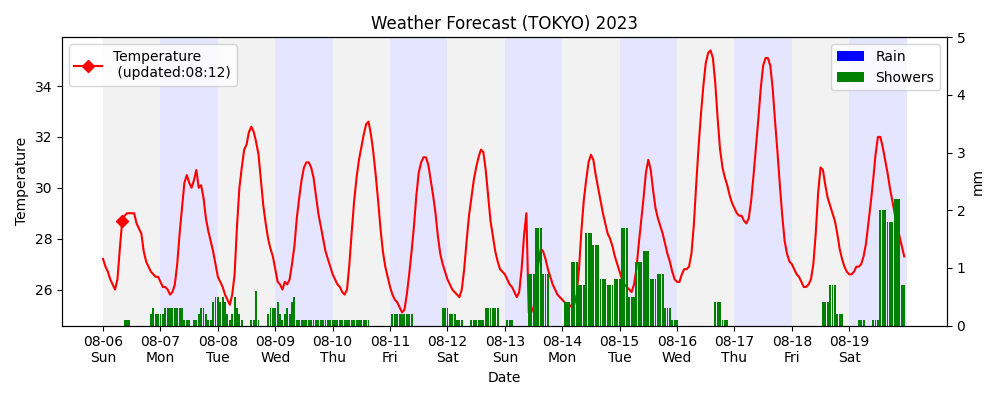 Weather Forecast (TOKYO) 2023
Temperature
(updated:08:12)
Rain
Showers
Temperature
34
32
30
28
26
5
4
3
2
1
0
mm
08-06 08-07 08-08 08-09 08-10 08-11 08-12 08-13 08-14 08-15 08-16 08-17 08-18 08-19
Sun Mon Tue Wed Thu Fri Sat Sun Mon Tue Wed Thu Fri Sat
Date